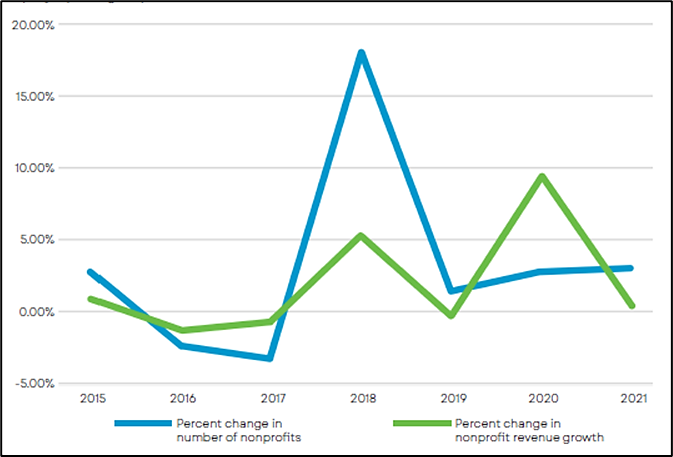 20.00%
15.00%
10.00%
5.00%
0.00%
-5.00%
2015 2016 2017 2018 2019 2020 2021
Percent change in Percent change in
number of nonprofits nonprofit revenue growth